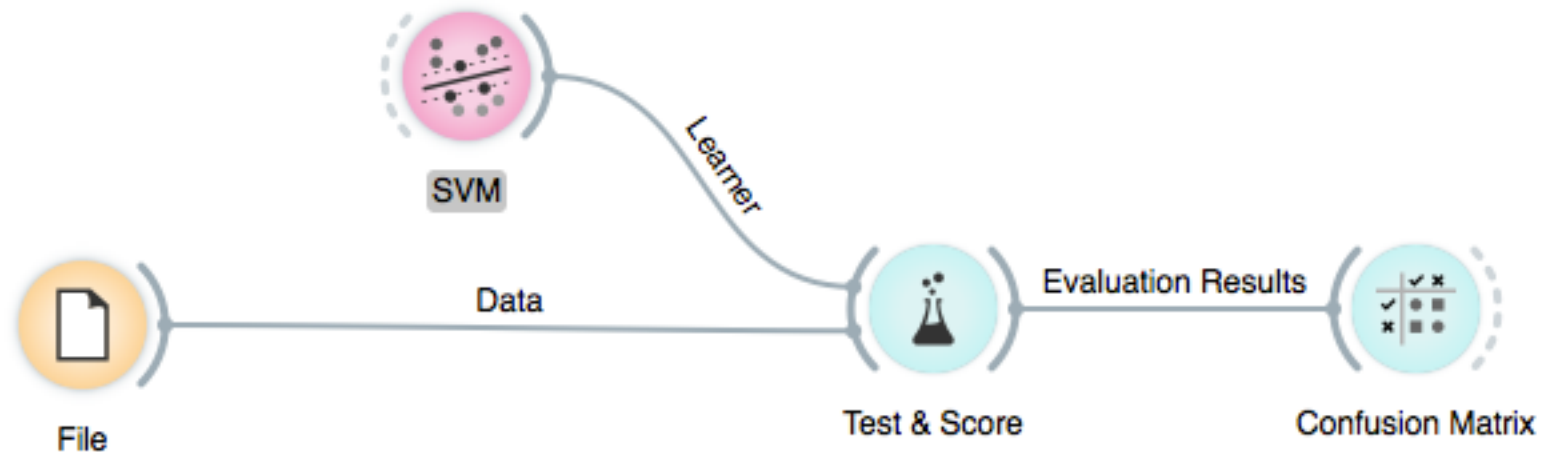 SVM
Learner
Data
Evaluation Results
File
Test & Score
Confusion Matrix